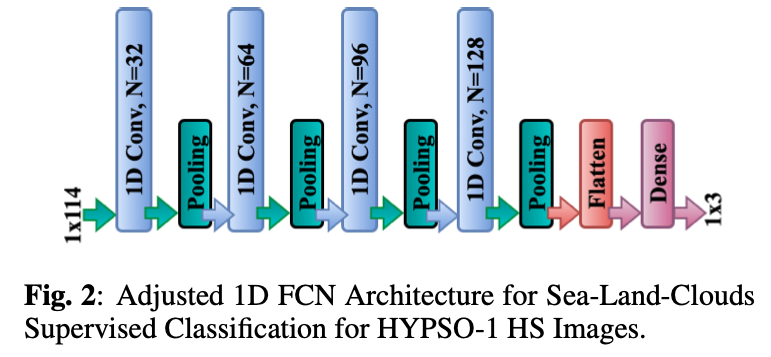 1x114
1D Conv, N=32
Pooling
1D Conv, N=64
Pooling
1D Conv, N=96
Pooling
1D Conv, N=128
Pooling
Flatten
Dense
1x3
Fig. 2: Adjusted 1D FCN Architecture for Sea-Land-Clouds
Supervised Classification for HYPSO-1 HS Images.